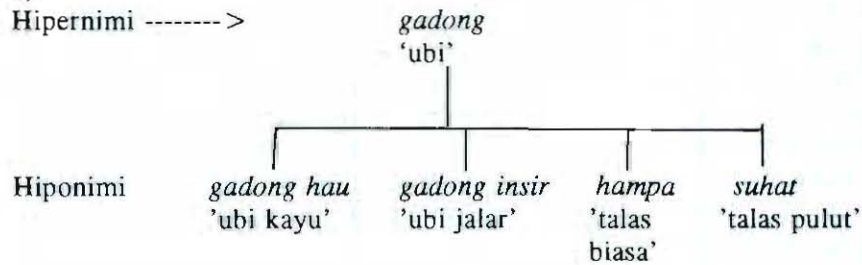 Hipernimi --------> gadong
'ubi'
Hiponimi gadong hau gadong insir hampa suhat
'ubi kayu' 'ubi jalar' 'talas 'talas pulut'
biasa'